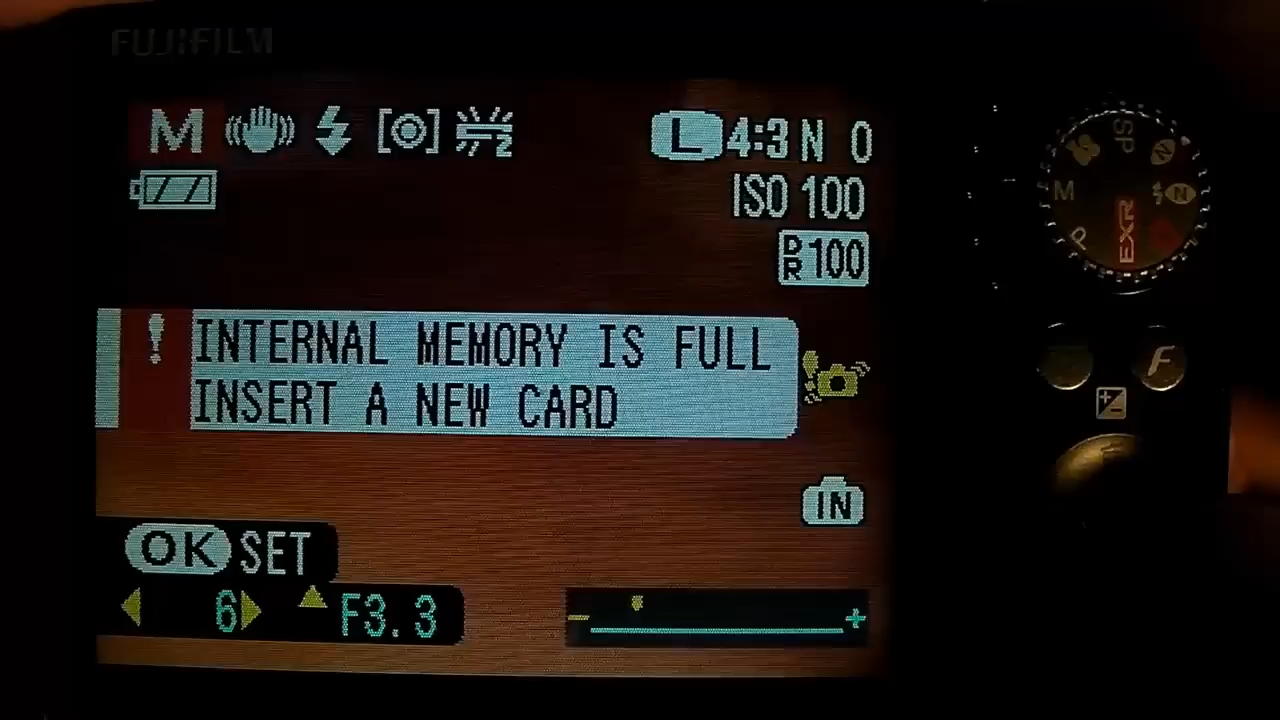 FUJIFILM
M L 4:3 N 0
ISO 100
DR 100
! INTERNAL MEMORY IS FULL
INSERT A NEW CARD
IN
OK SET
6 F3.3 - +
SP
N
M
N
P
EXR
F